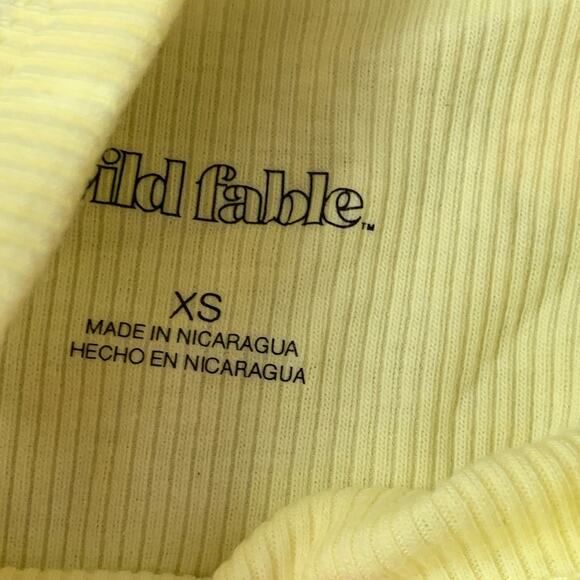 ild fable™
XS
MADE IN NICARAGUA
HECHO EN NICARAGUA